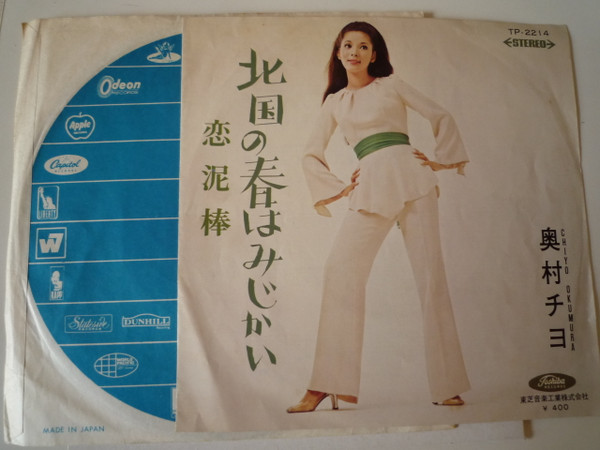 TP-2214
STEREO
北国の春はみじかい
恋泥棒
奥村チヨ
CHIYO OKUMURA
Toshiba
RECORDS
東芝音楽工業株式会社
¥ 400
Odeon
Apple
Capitol
LIBERTY
Stateside
DUNHILL
MADE IN JAPAN